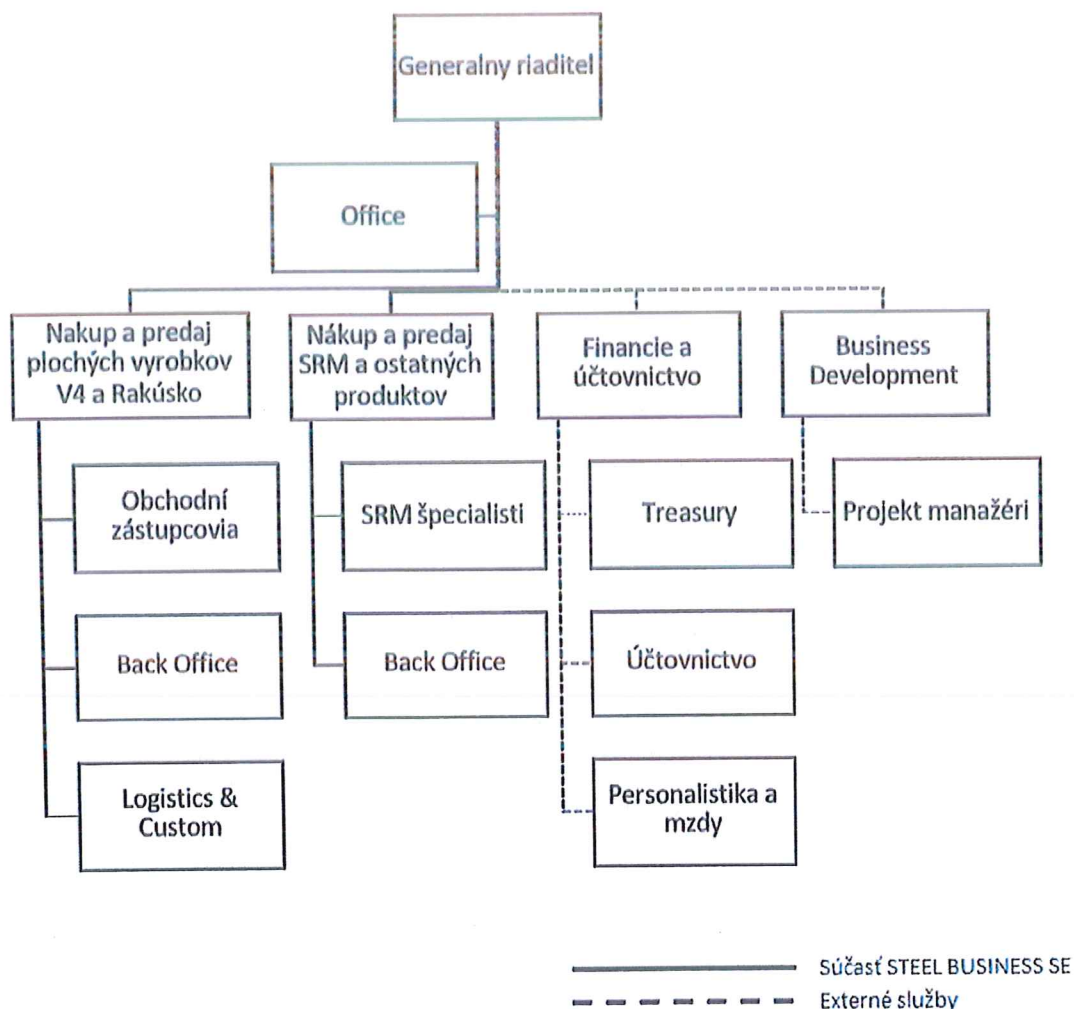 Generalny riaditel
Office
Nakup a predaj
plochých vyrobkov
V4 a Rakúsko
Nákup a predaj
SRM a ostatných
produktov
Financie a
účtovnictvo
Business
Development
Obchodní
zástupcovia
SRM špecialisti
Treasury
Projekt manažéri
Back Office
Back Office
Účtovnictvo
Logistics &
Custom
Personalistika a
mzdy
Súčasť STEEL BUSINESS SE
Externé služby